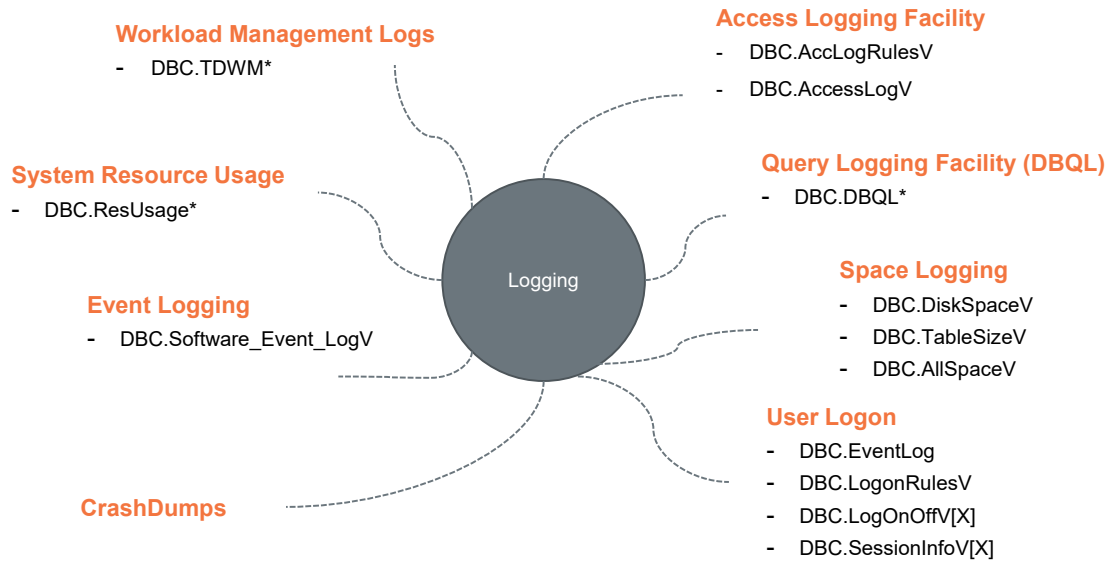 Workload Management Logs
- DBC.TDWM*
System Resource Usage
- DBC.ResUsage*
Event Logging
- DBC.Software_Event_LogV
CrashDumps
Logging
Access Logging Facility
- DBC.AccLogRulesV
- DBC.AccessLogV
Query Logging Facility (DBQL)
- DBC.DBQL*
Space Logging
- DBC.DiskSpaceV
- DBC.TableSizeV
- DBC.AllSpaceV
User Logon
- DBC.EventLog
- DBC.LogonRulesV
- DBC.LogOnOffV[X]
- DBC.SessionInfoV[X]